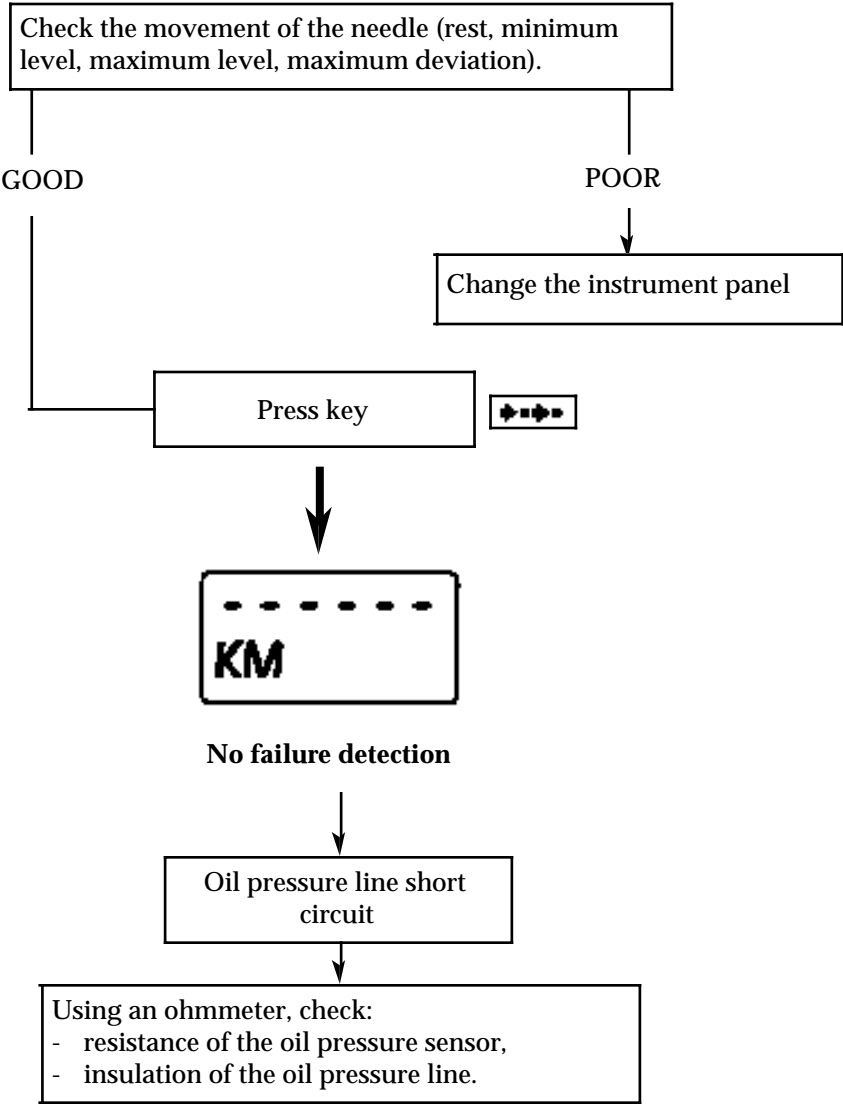 Check the movement of the needle (rest, minimum
level, maximum level, maximum deviation).
GOOD
POOR
Change the instrument panel
Press key
- - - - - -
KM
No failure detection
Oil pressure line short
circuit
Using an ohmmeter, check:
- resistance of the oil pressure sensor,
- insulation of the oil pressure line.